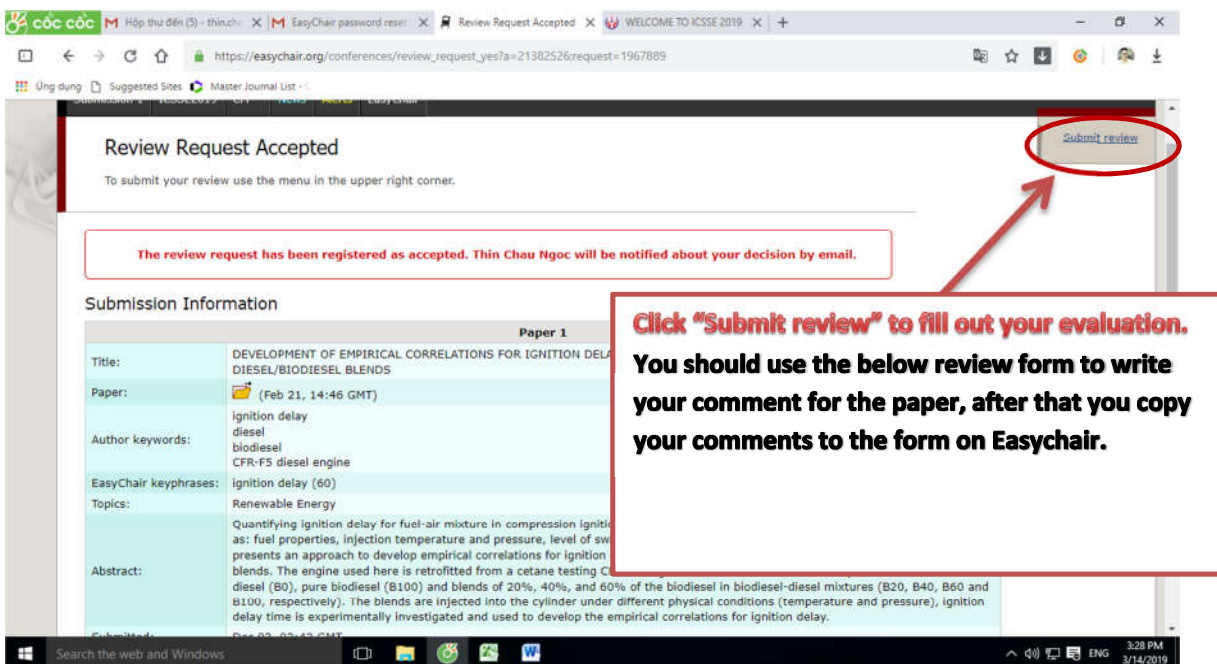 cốc cốc
Hộp thư đến (5) - thin.cha
EasyChair password reset
Review Request Accepted
WELCOME TO ICSSE 2019
https://easychair.org/conferences/review_request_yes?a=21382526;request=1967889
Ứng dụng
Suggested Sites
Master Journal List -
Submission 1
ICSSE2019
CFP
News
Alerts
EasyChair
Submit review
Review Request Accepted
To submit your review use the menu in the upper right corner.
The review request has been registered as accepted. Thin Chau Ngoc will be notified about your decision by email.
Submission Information
Click "Submit review" to fill out your evaluation.
You should use the below review form to write
your comment for the paper, after that you copy
your comments to the form on Easychair.
Paper 1
Title:
DEVELOPMENT OF EMPIRICAL CORRELATIONS FOR IGNITION DELA
DIESEL/BIODIESEL BLENDS
Paper:
(Feb 21, 14:46 GMT)
Author keywords:
ignition delay
diesel
biodiesel
CFR-F5 diesel engine
EasyChair keyphrases:
ignition delay (60)
Topics:
Renewable Energy
Abstract:
Quantifying ignition delay for fuel-air mixture in compression ignitio
as: fuel properties, injection temperature and pressure, level of sw
presents an approach to develop empirical correlations for ignition
blends. The engine used here is retrofitted from a cetane testing C
diesel (B0), pure biodiesel (B100) and blends of 20%, 40%, and 60% of the biodiesel in biodiesel-diesel mixtures (B20, B40, B60 and
B100, respectively). The blends are injected into the cylinder under different physical conditions (temperature and pressure), ignition
delay time is experimentally investigated and used to develop the empirical correlations for ignition delay.
Search the web and Windows
ENG
3:28 PM
3/14/2019